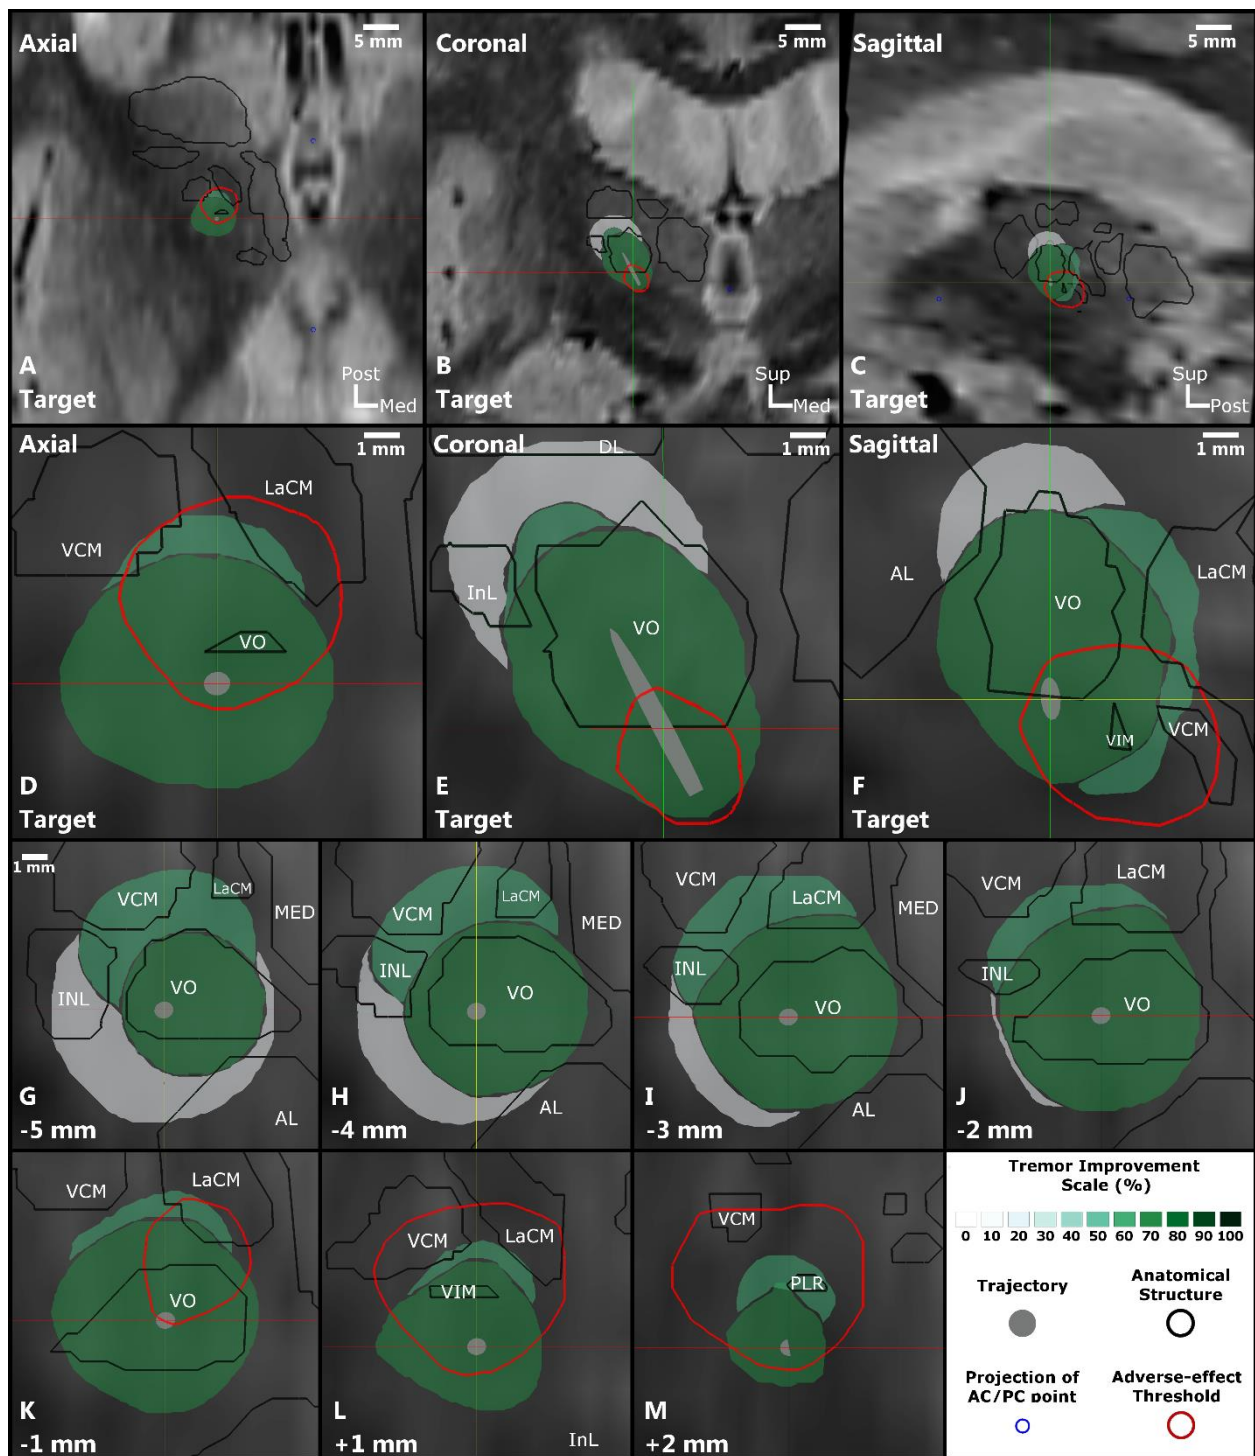 Axial
5 mm
A
Target
Post
Med
Coronal
5 mm
B
Target
Sup
Med
Sagittal
5 mm
C
Target
Sup
Post
Axial
1 mm
LaCM
VCM
VO
D
Target
Coronal
1 mm
DL
InL
VO
E
Target
Sagittal
1 mm
AL
LaCM
VO
VCM
VIM
F
Target
1 mm
VCM
LaCM
MED
INL
VO
G
AL
-5 mm
VCM
LaCM
MED
INL
VO
H
AL
-4 mm
VCM
LaCM
MED
INL
VO
I
AL
-3 mm
VCM
LaCM
INL
VO
J
-2 mm
VCM
LaCM
VO
K
-1 mm
VCM
LaCM
VIM
L
+1 mm
InL
VCM
PLR
M
+2 mm
Tremor Improvement
Scale (%)
0 10 20 30 40 50 60 70 80 90 100
Trajectory
Anatomical
Structure
Projection of
AC/PC point
Adverse-effect
Threshold